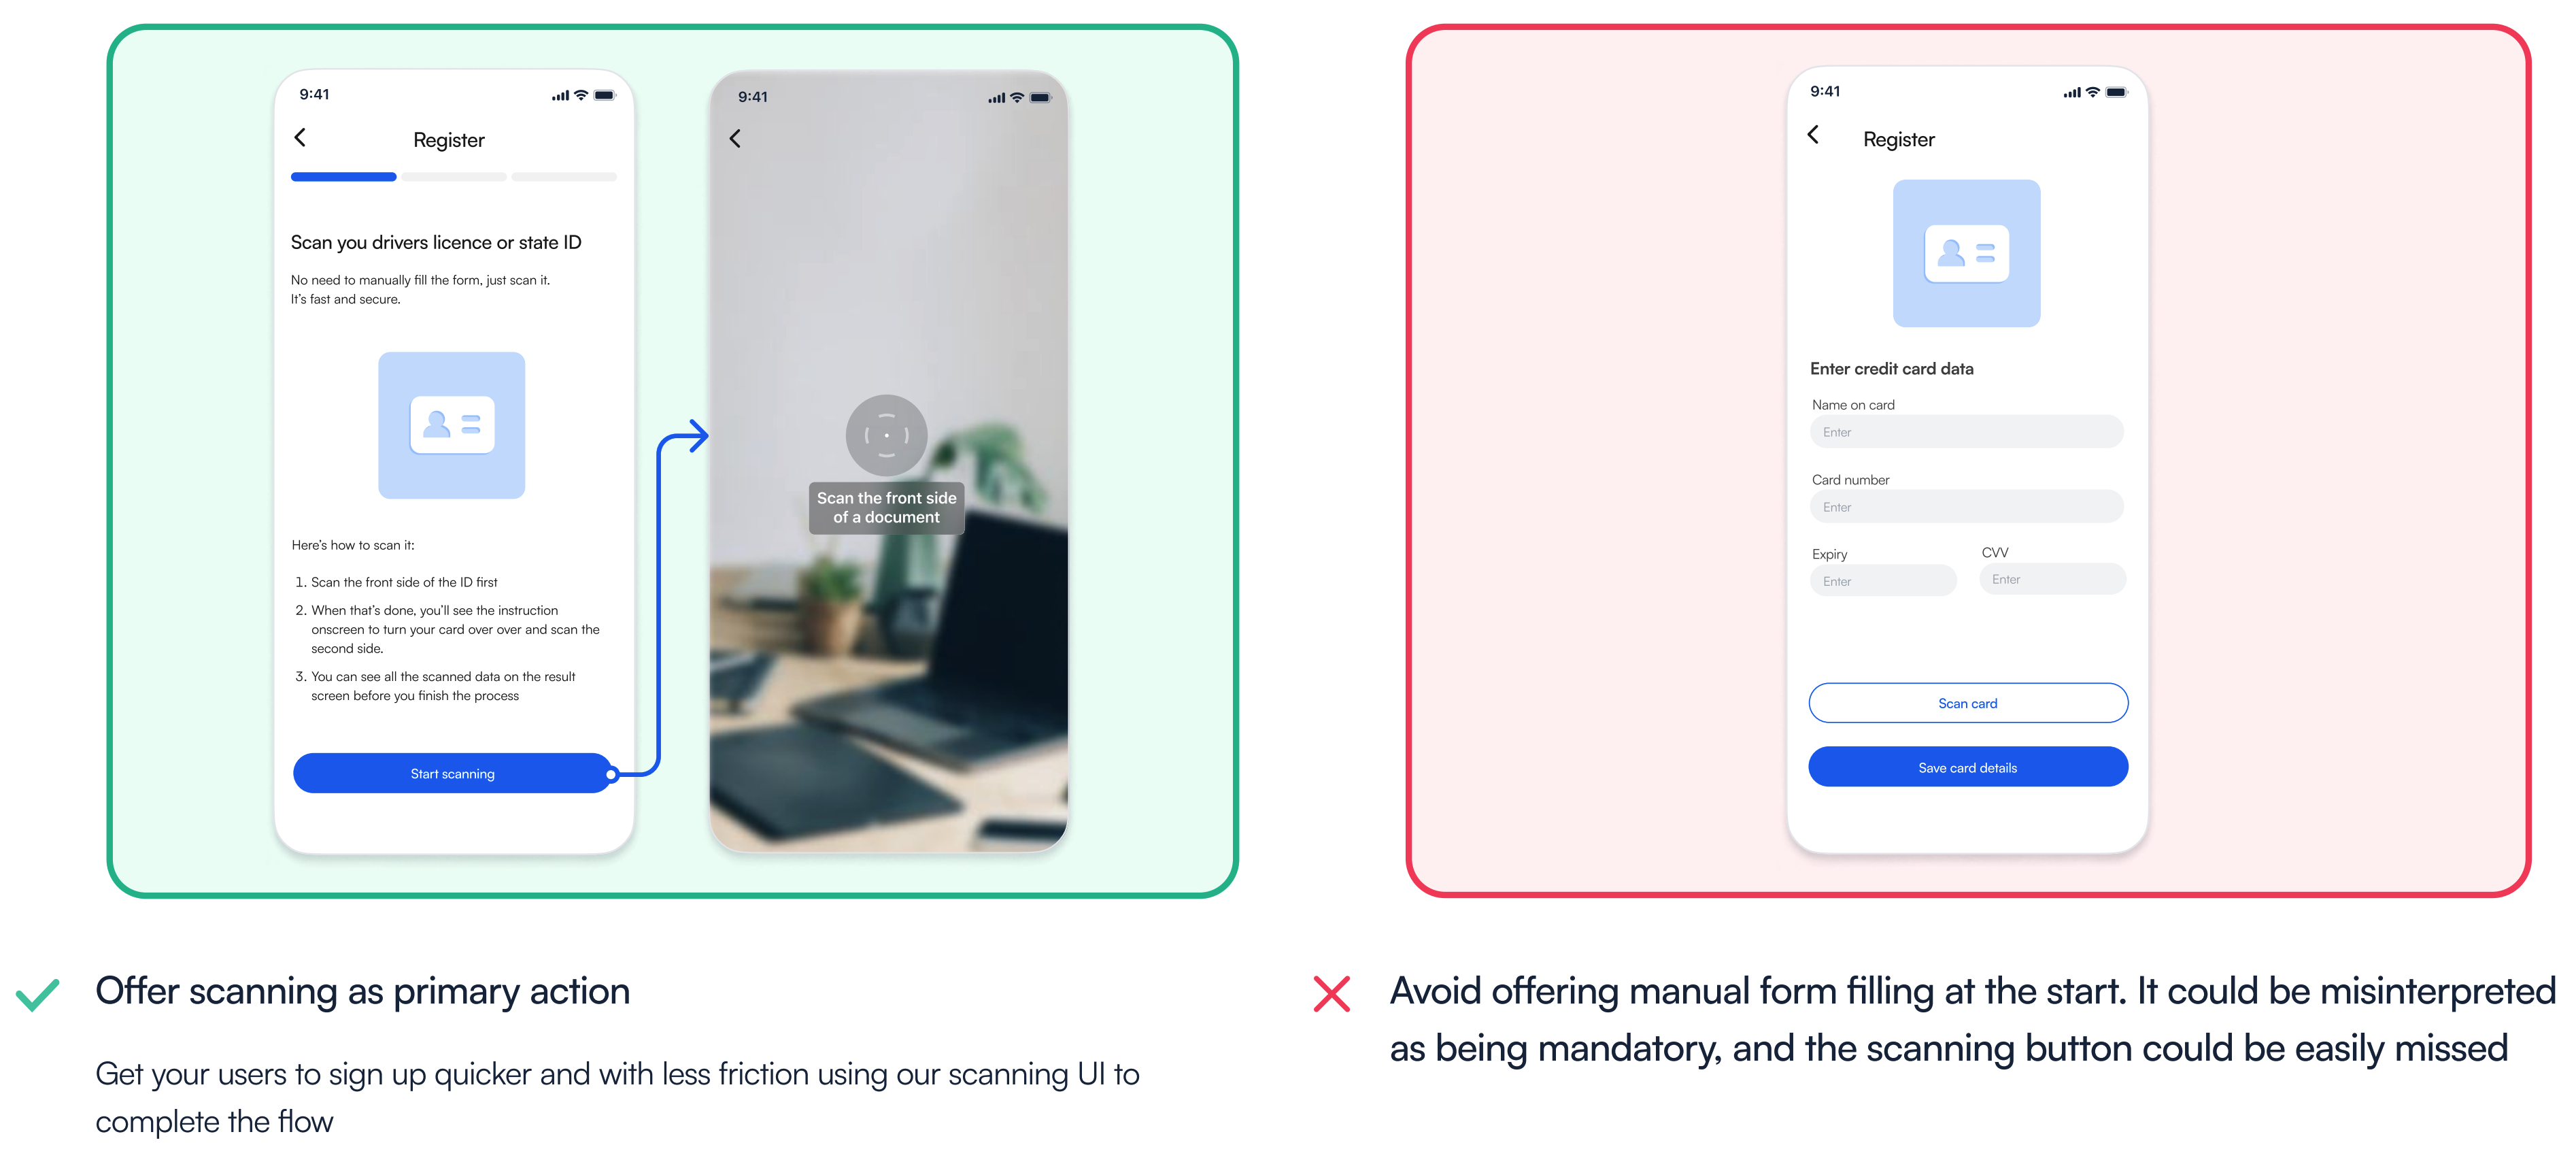 9:41
Register
Scan you drivers licence or state ID
No need to manually fill the form, just scan it.
It's fast and secure.
Here's how to scan it:
1. Scan the front side of the ID first
2. When that's done, you'll see the instruction
onscreen to turn your card over over and scan the
second side.
3. You can see all the scanned data on the result
screen before you finish the process
Start scanning
9:41
Scan the front side
of a document
9:41
Register
Enter credit card data
Name on card
Enter
Card number
Enter
Expiry
CVV
Enter
Enter
Scan card
Save card details
Offer scanning as primary action
Get your users to sign up quicker and with less friction using our scanning UI to
complete the flow
Avoid offering manual form filling at the start. It could be misinterpreted
as being mandatory, and the scanning button could be easily missed